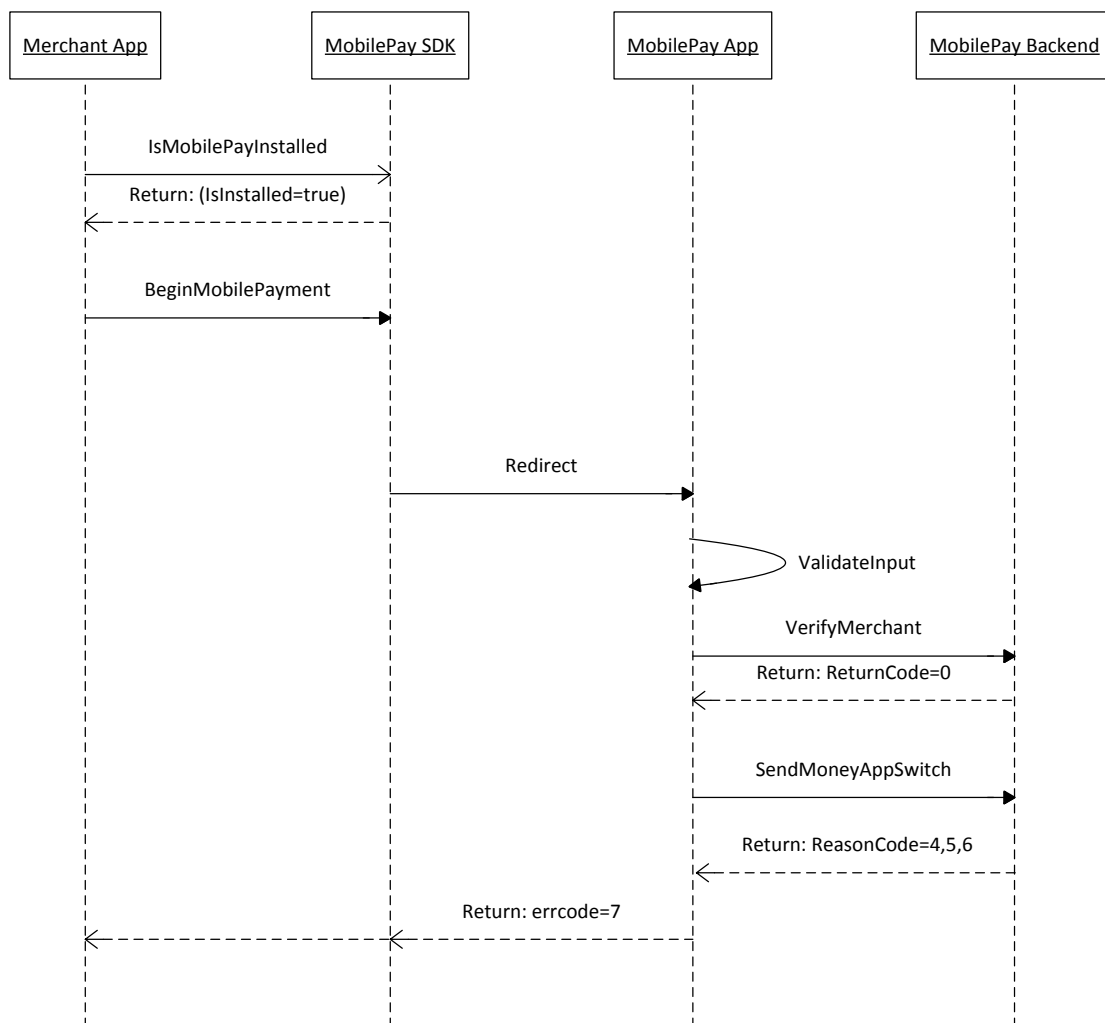 Merchant App
MobilePay SDK
MobilePay App
MobilePay Backend
IsMobilePayInstalled
Return: (IsInstalled=true)
BeginMobilePayment
Redirect
ValidateInput
VerifyMerchant
Return: ReturnCode=0
SendMoneyAppSwitch
Return: ReasonCode=4,5,6
Return: errcode=7